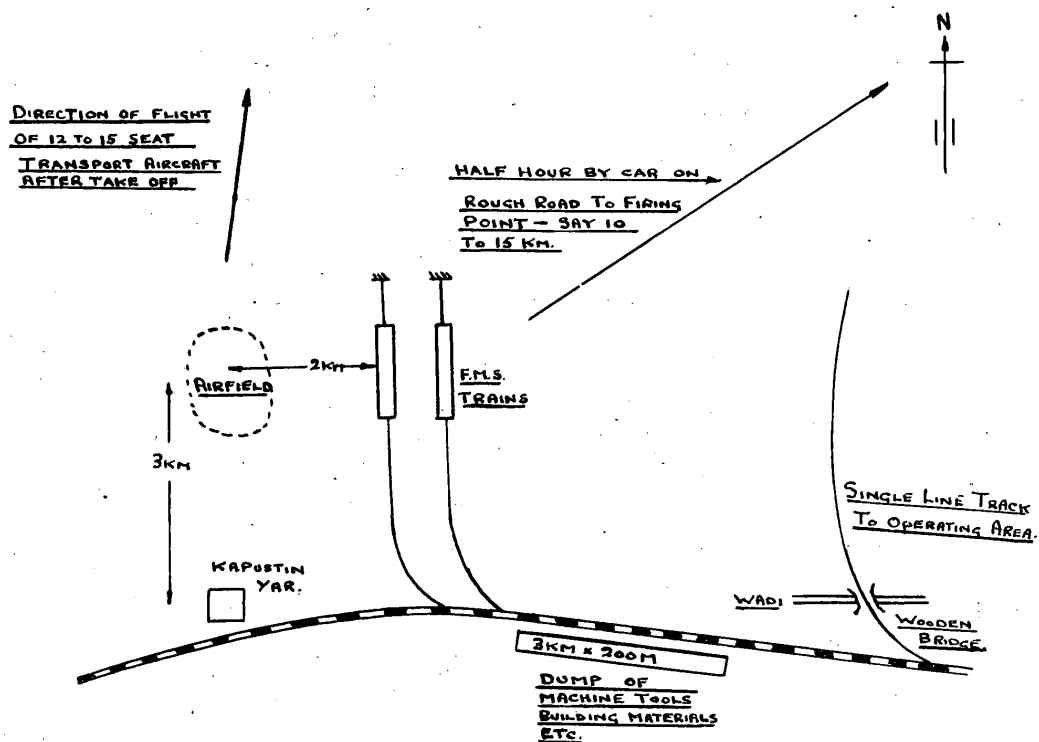 N
DIRECTION OF FLIGHT
OF 12 TO 15 SEAT
TRANSPORT AIRCRAFT
AFTER TAKE OFF
HALF HOUR BY CAR ON
ROUGH ROAD TO FIRING
POINT — SAY 10
TO 15 KM.
2KM
AIRFIELD
F.M.S.
TRAINS
3KM
SINGLE LINE TRACK
TO OPERATING AREA.
KAPUSTIN
YAR.
WADI
WOODEN
BRIDGE.
3KM × 200M
DUMP OF
MACHINE TOOLS
BUILDING MATERIALS
ETC.